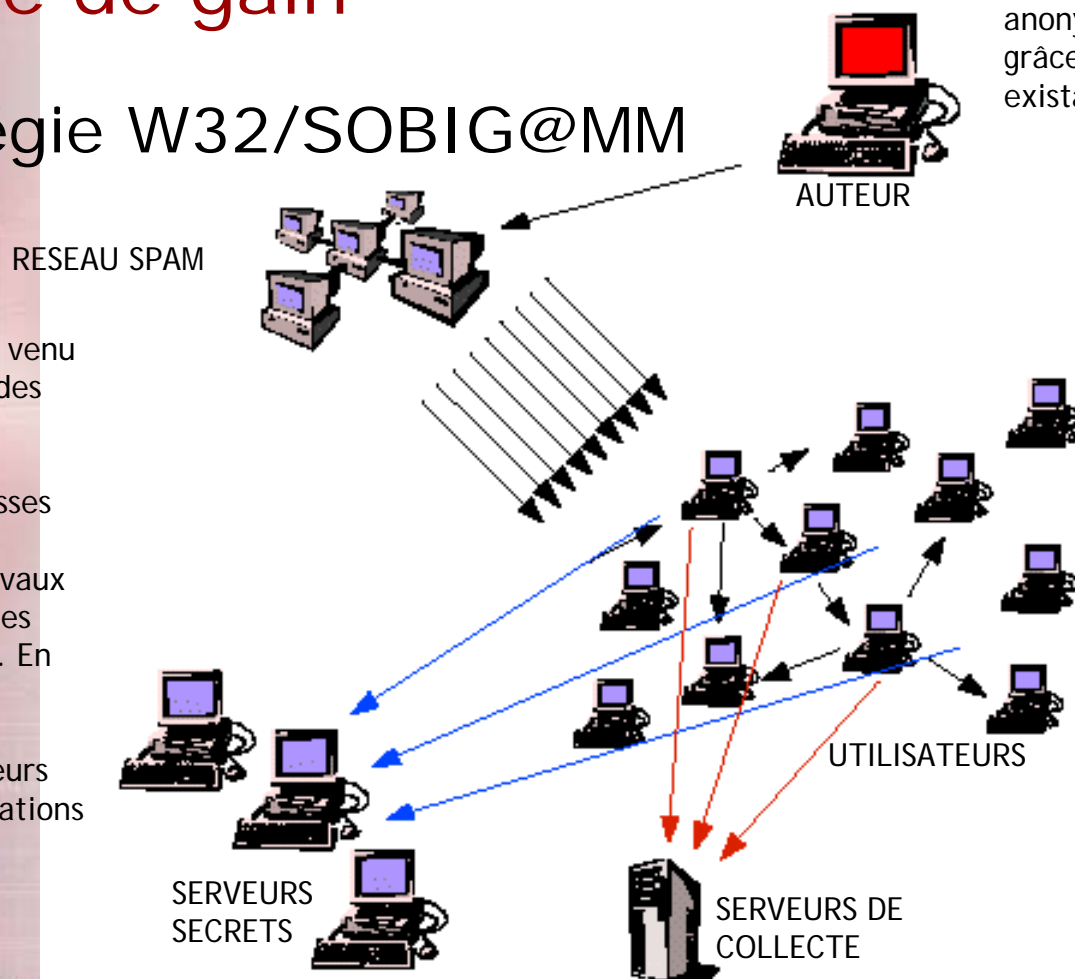 e de gain
anony
grâce
exista
égie W32/SOBIG@MM
AUTEUR
RESEAU SPAM
venu
des
sses
vaux
es
. En
eurs
ations
UTILISATEURS
SERVEURS
SECRETS
SERVEURS DE
COLLECTE